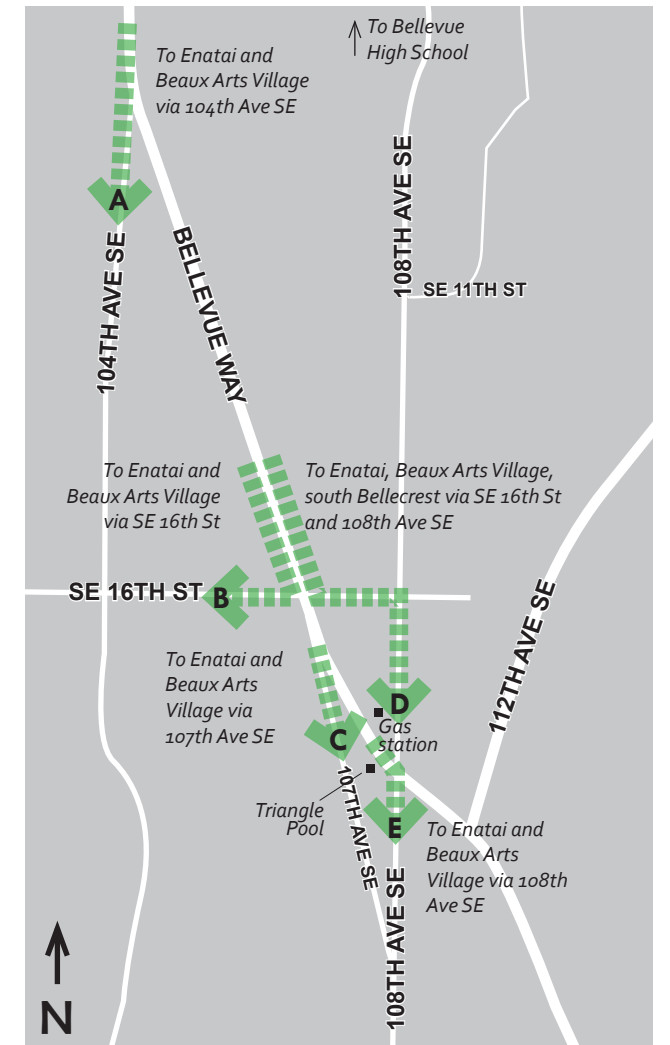 To Bellevue
High School
To Enatai and
Beaux Arts Village
via 104th Ave SE
A
104TH AVE SE
BELLEVUE WAY
108TH AVE SE
SE 11TH ST
To Enatai and
Beaux Arts Village
via SE 16th St
To Enatai, Beaux Arts Village,
south Bellecrest via SE 16th St
and 108th Ave SE
SE 16TH ST
B
112TH AVE SE
To Enatai and
Beaux Arts
Village via
107th Ave SE
C
D
Gas
station
Triangle
Pool
107TH AVE SE
E
To Enatai and
Beaux Arts
Village via 108th
Ave SE
108TH AVE SE
N